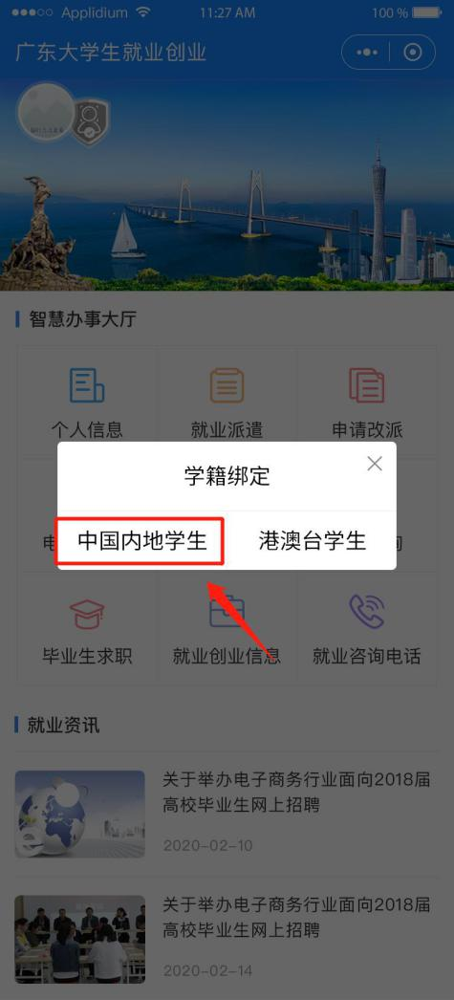 Applidium
11:27 AM
100 %
广东大学生就业创业
智慧办事大厅
个人信息
就业派遣
申请改派
学籍绑定
中国内地学生
港澳台学生
毕业生求职
就业创业信息
就业咨询电话
就业资讯
关于举办电子商务行业面向2018届
高校毕业生网上招聘
2020-02-10
关于举办电子商务行业面向2018届
高校毕业生网上招聘
2020-02-14